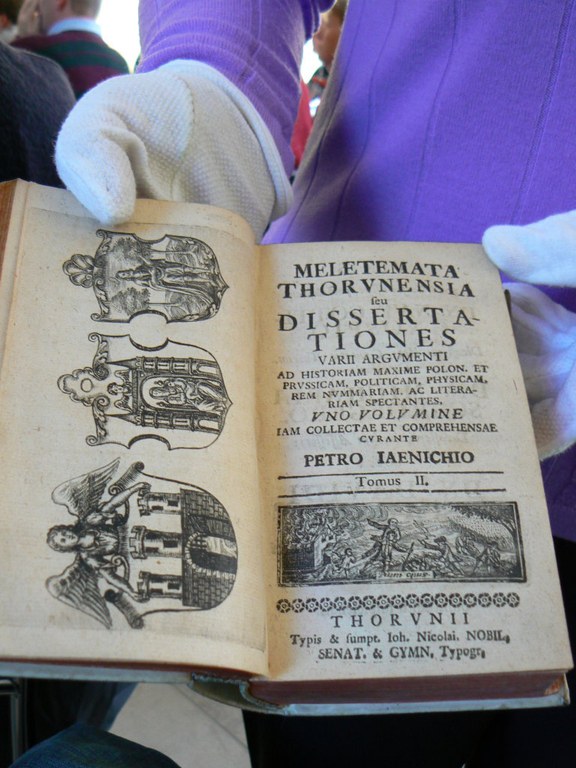 MELETEMATA
THORVNENSIA
seu
DISSERTA-
TIONES
VARII ARGVMENTI
AD HISTORIAM MAXIME POLON. ET
PRVSSICAM, POLITICAM, PHYSICAM,
REM NVMMARIAM, AC LITERA-
RIAM SPECTANTES,
VNO VOLVMINE
IAM COLLECTAE ET COMPREHENSAE
CVRANTE
PETRO IAENICHIO
Tomus II.
THORVNII
Typis & sumpt. Ioh. Nicolai, NOBIL,
SENAT. & GYMN, Typogr,